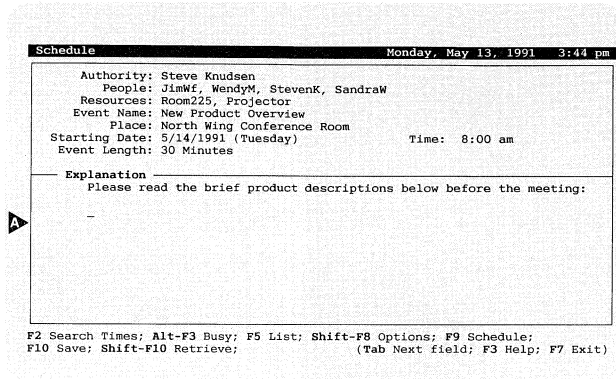 Schedule Monday, May 13, 1991 3:44 pm
Authority: Steve Knudsen
People: JimWf, WendyM, StevenK, SandraW
Resources: Room225, Projector
Event Name: New Product Overview
Place: North Wing Conference Room
Starting Date: 5/14/1991 (Tuesday) Time: 8:00 am
Event Length: 30 Minutes
Explanation
Please read the brief product descriptions below before the meeting:
A
F2 Search Times; Alt-F3 Busy; F5 List; Shift-F8 Options; F9 Schedule;
F10 Save; Shift-F10 Retrieve; (Tab Next field; F3 Help; F7 Exit)